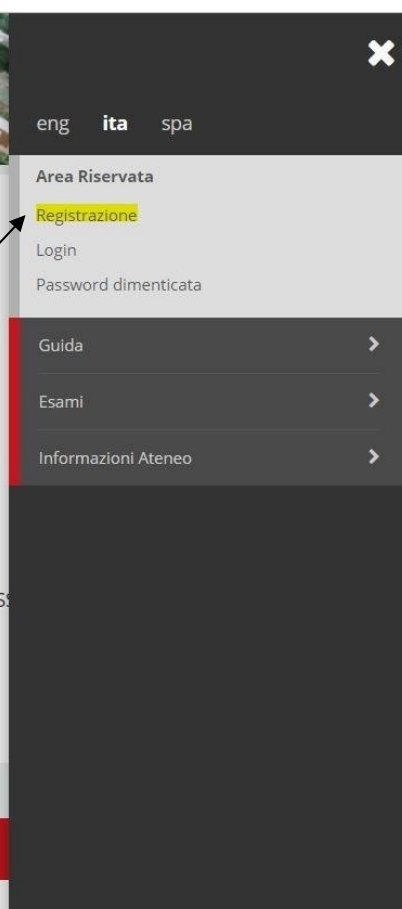 eng ita spa
Area Riservata
Registrazione
Login
Password dimenticata
Guida
Esami
Informazioni Ateneo